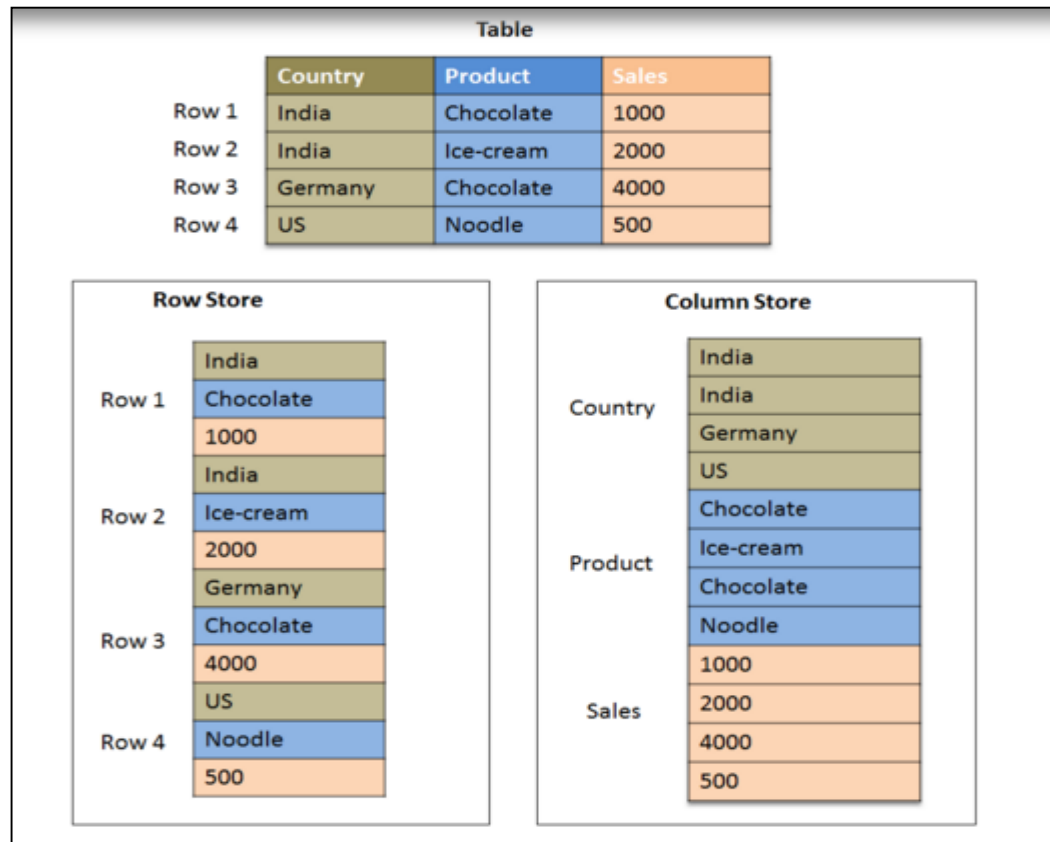 Table
Country Product Sales
Row 1 India Chocolate 1000
Row 2 India Ice-cream 2000
Row 3 Germany Chocolate 4000
Row 4 US Noodle 500
Row Store
India
Row 1 Chocolate
1000
India
Row 2 Ice-cream
2000
Germany
Row 3 Chocolate
4000
US
Row 4 Noodle
500
Column Store
India
Country India
Germany
US
Chocolate
Product Ice-cream
Chocolate
Noodle
1000
Sales 2000
4000
500